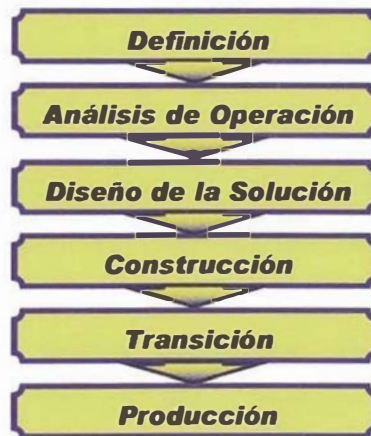 Definición
Análisis de Operación
Diseño de la Solución
Construcción
Transición
Producción